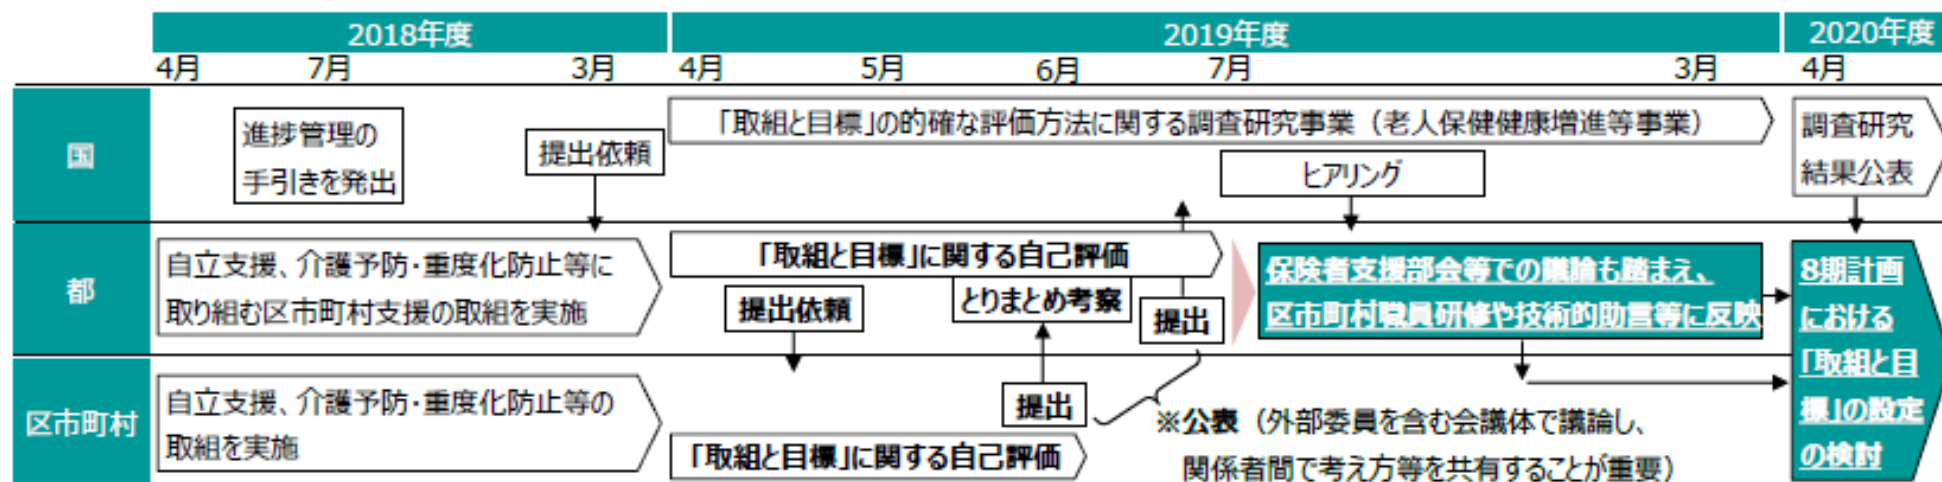 2018年度
2019年度
2020年度
4月
7月
3月
4月
5月
6月
7月
3月
4月
国
進捗管理の
手引きを発出
提出依頼
「取組と目標」の的確な評価方法に関する調査研究事業（老人保健健康増進等事業）
ヒアリング
調査研究
結果公表
都
自立支援、介護予防・重度化防止等に
取り組む区市町村支援の取組を実施
「取組と目標」に関する自己評価
提出依頼
とりまとめ考察
提出
保険者支援部会等での議論も踏まえ、
区市町村職員研修や技術的助言等に反映
8期計画
における
「取組と目
標」の設定
の検討
区市町村
自立支援、介護予防・重度化防止等の
取組を実施
「取組と目標」に関する自己評価
提出
※公表（外部委員を含む会議体で議論し、
関係者間で考え方等を共有することが重要）